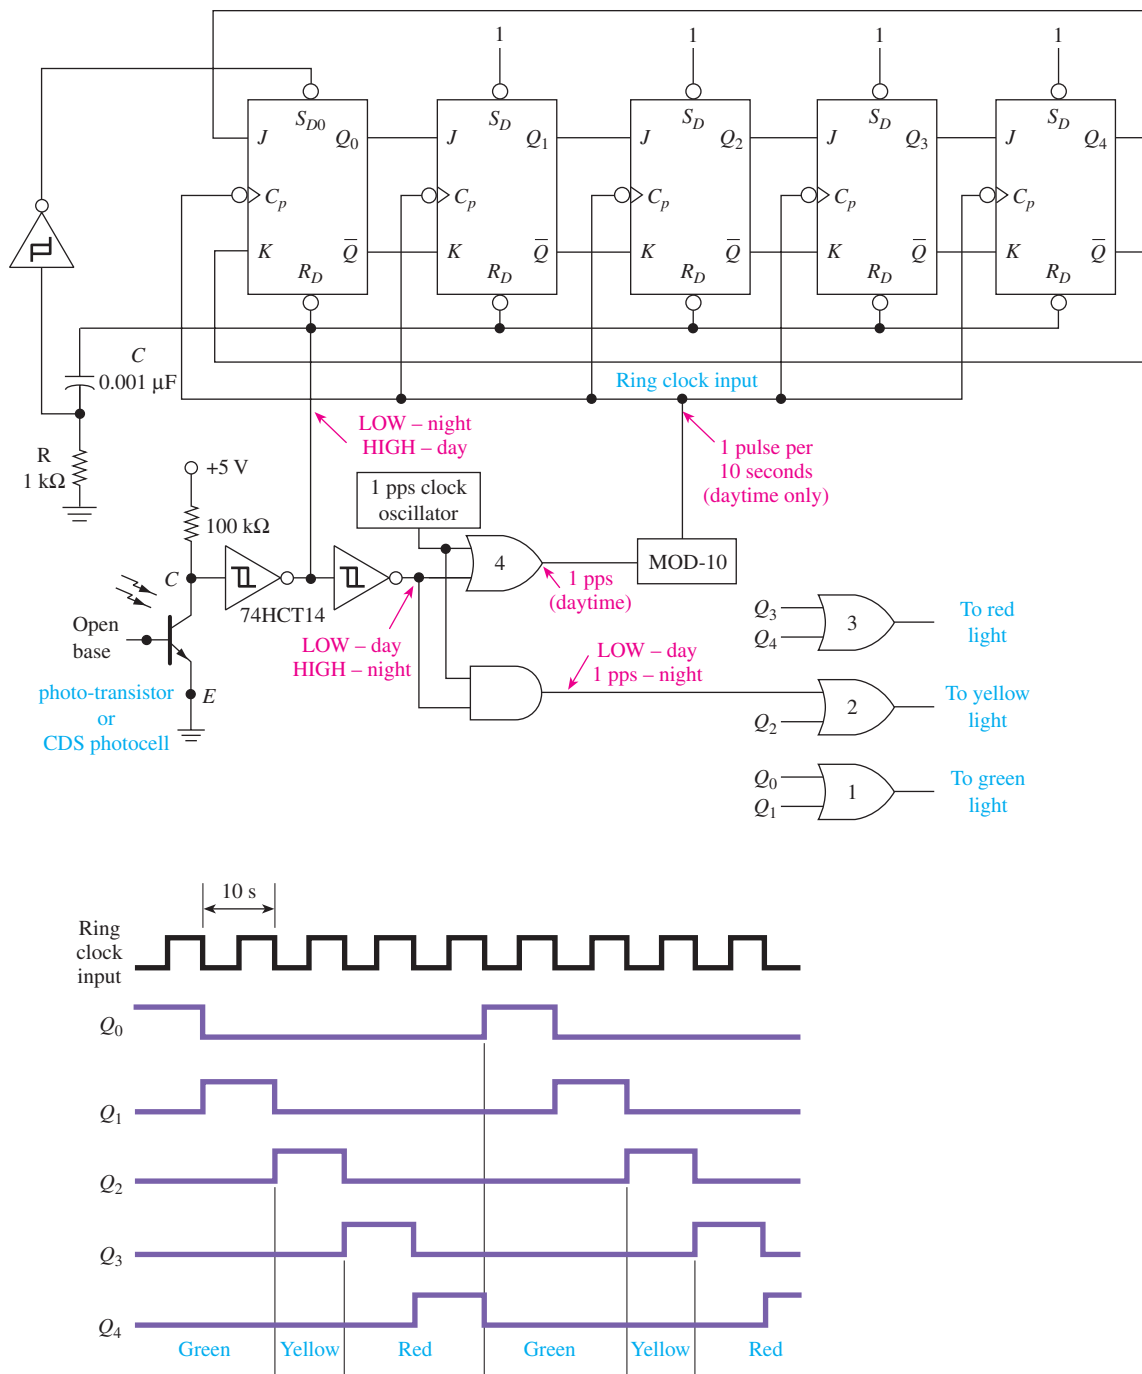 1 1 1 1
S_D0 S_D S_D S_D S_D
J Q_0 J Q_1 J Q_2 J Q_3 J Q_4
C_p C_p C_p C_p C_p
K Q̅ K Q̅ K Q̅ K Q̅ K
R_D R_D R_D R_D R_D
C
0.001 μF
Ring clock input
R
1 kΩ
LOW – night
HIGH – day
1 pulse per
10 seconds
(daytime only)
+5 V
100 kΩ
1 pps clock
oscillator
4
MOD-10
C
74HCT14
1 pps
(daytime)
Open
base
LOW – day
HIGH – night
LOW – day
1 pps – night
E
photo-transistor
or
CDS photocell
Q_3
Q_4
3
To red
light
Q_2
2
To yellow
light
Q_0
Q_1
1
To green
light
10 s
Ring
clock
input
Q_0
Q_1
Q_2
Q_3
Q_4
Green Yellow Red Green Yellow Red